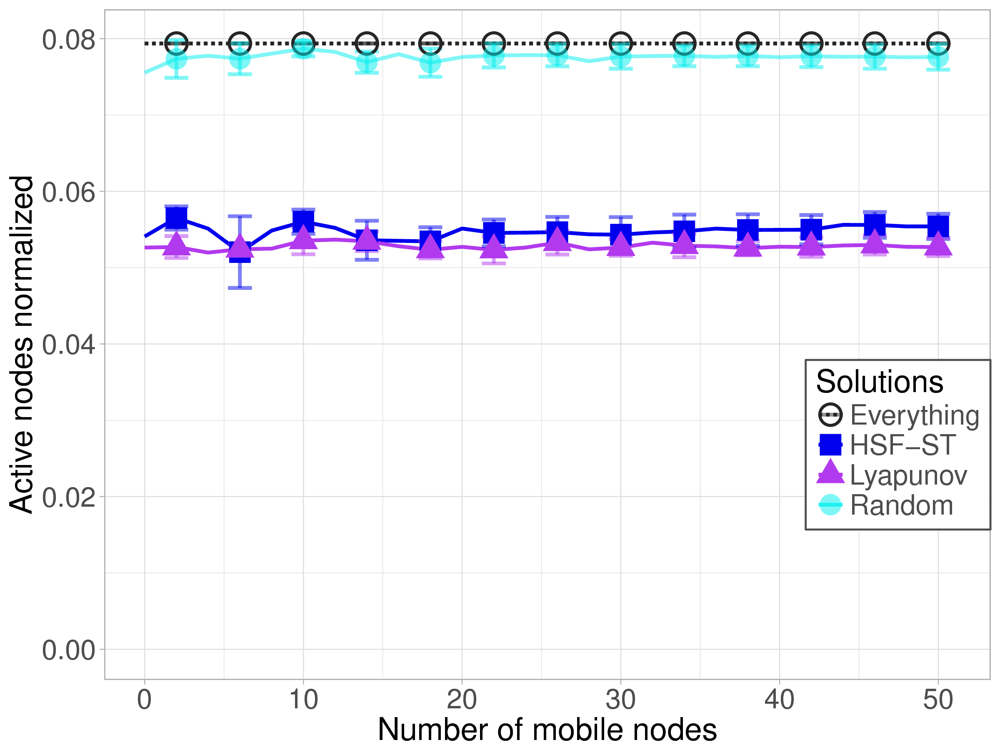 Active nodes normalized
0.08
0.06
0.04
0.02
0.00
0 10 20 30 40 50
Number of mobile nodes
Solutions
Everything
HSF−ST
Lyapunov
Random